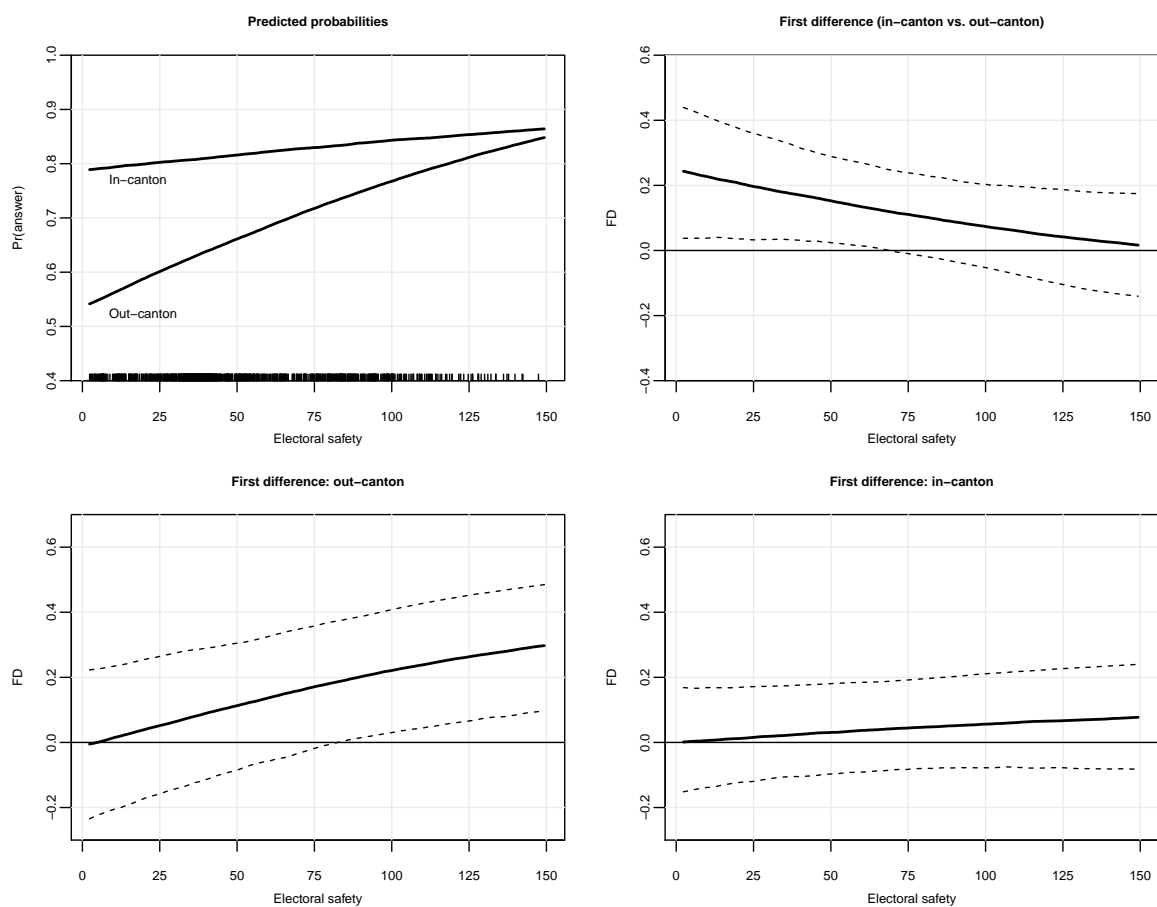 Predicted probabilities
1.0
0.9
0.8
0.7
0.6
0.5
0.4
Pr(answer)
In−canton
Out−canton
0 25 50 75 100 125 150
Electoral safety
First difference (in−canton vs. out−canton)
0.6
0.4
0.2
0.0
−0.2
−0.4
FD
0 25 50 75 100 125 150
Electoral safety
First difference: out−canton
0.6
0.4
0.2
0.0
−0.2
FD
0 25 50 75 100 125 150
Electoral safety
First difference: in−canton
0.6
0.4
0.2
0.0
−0.2
FD
0 25 50 75 100 125 150
Electoral safety